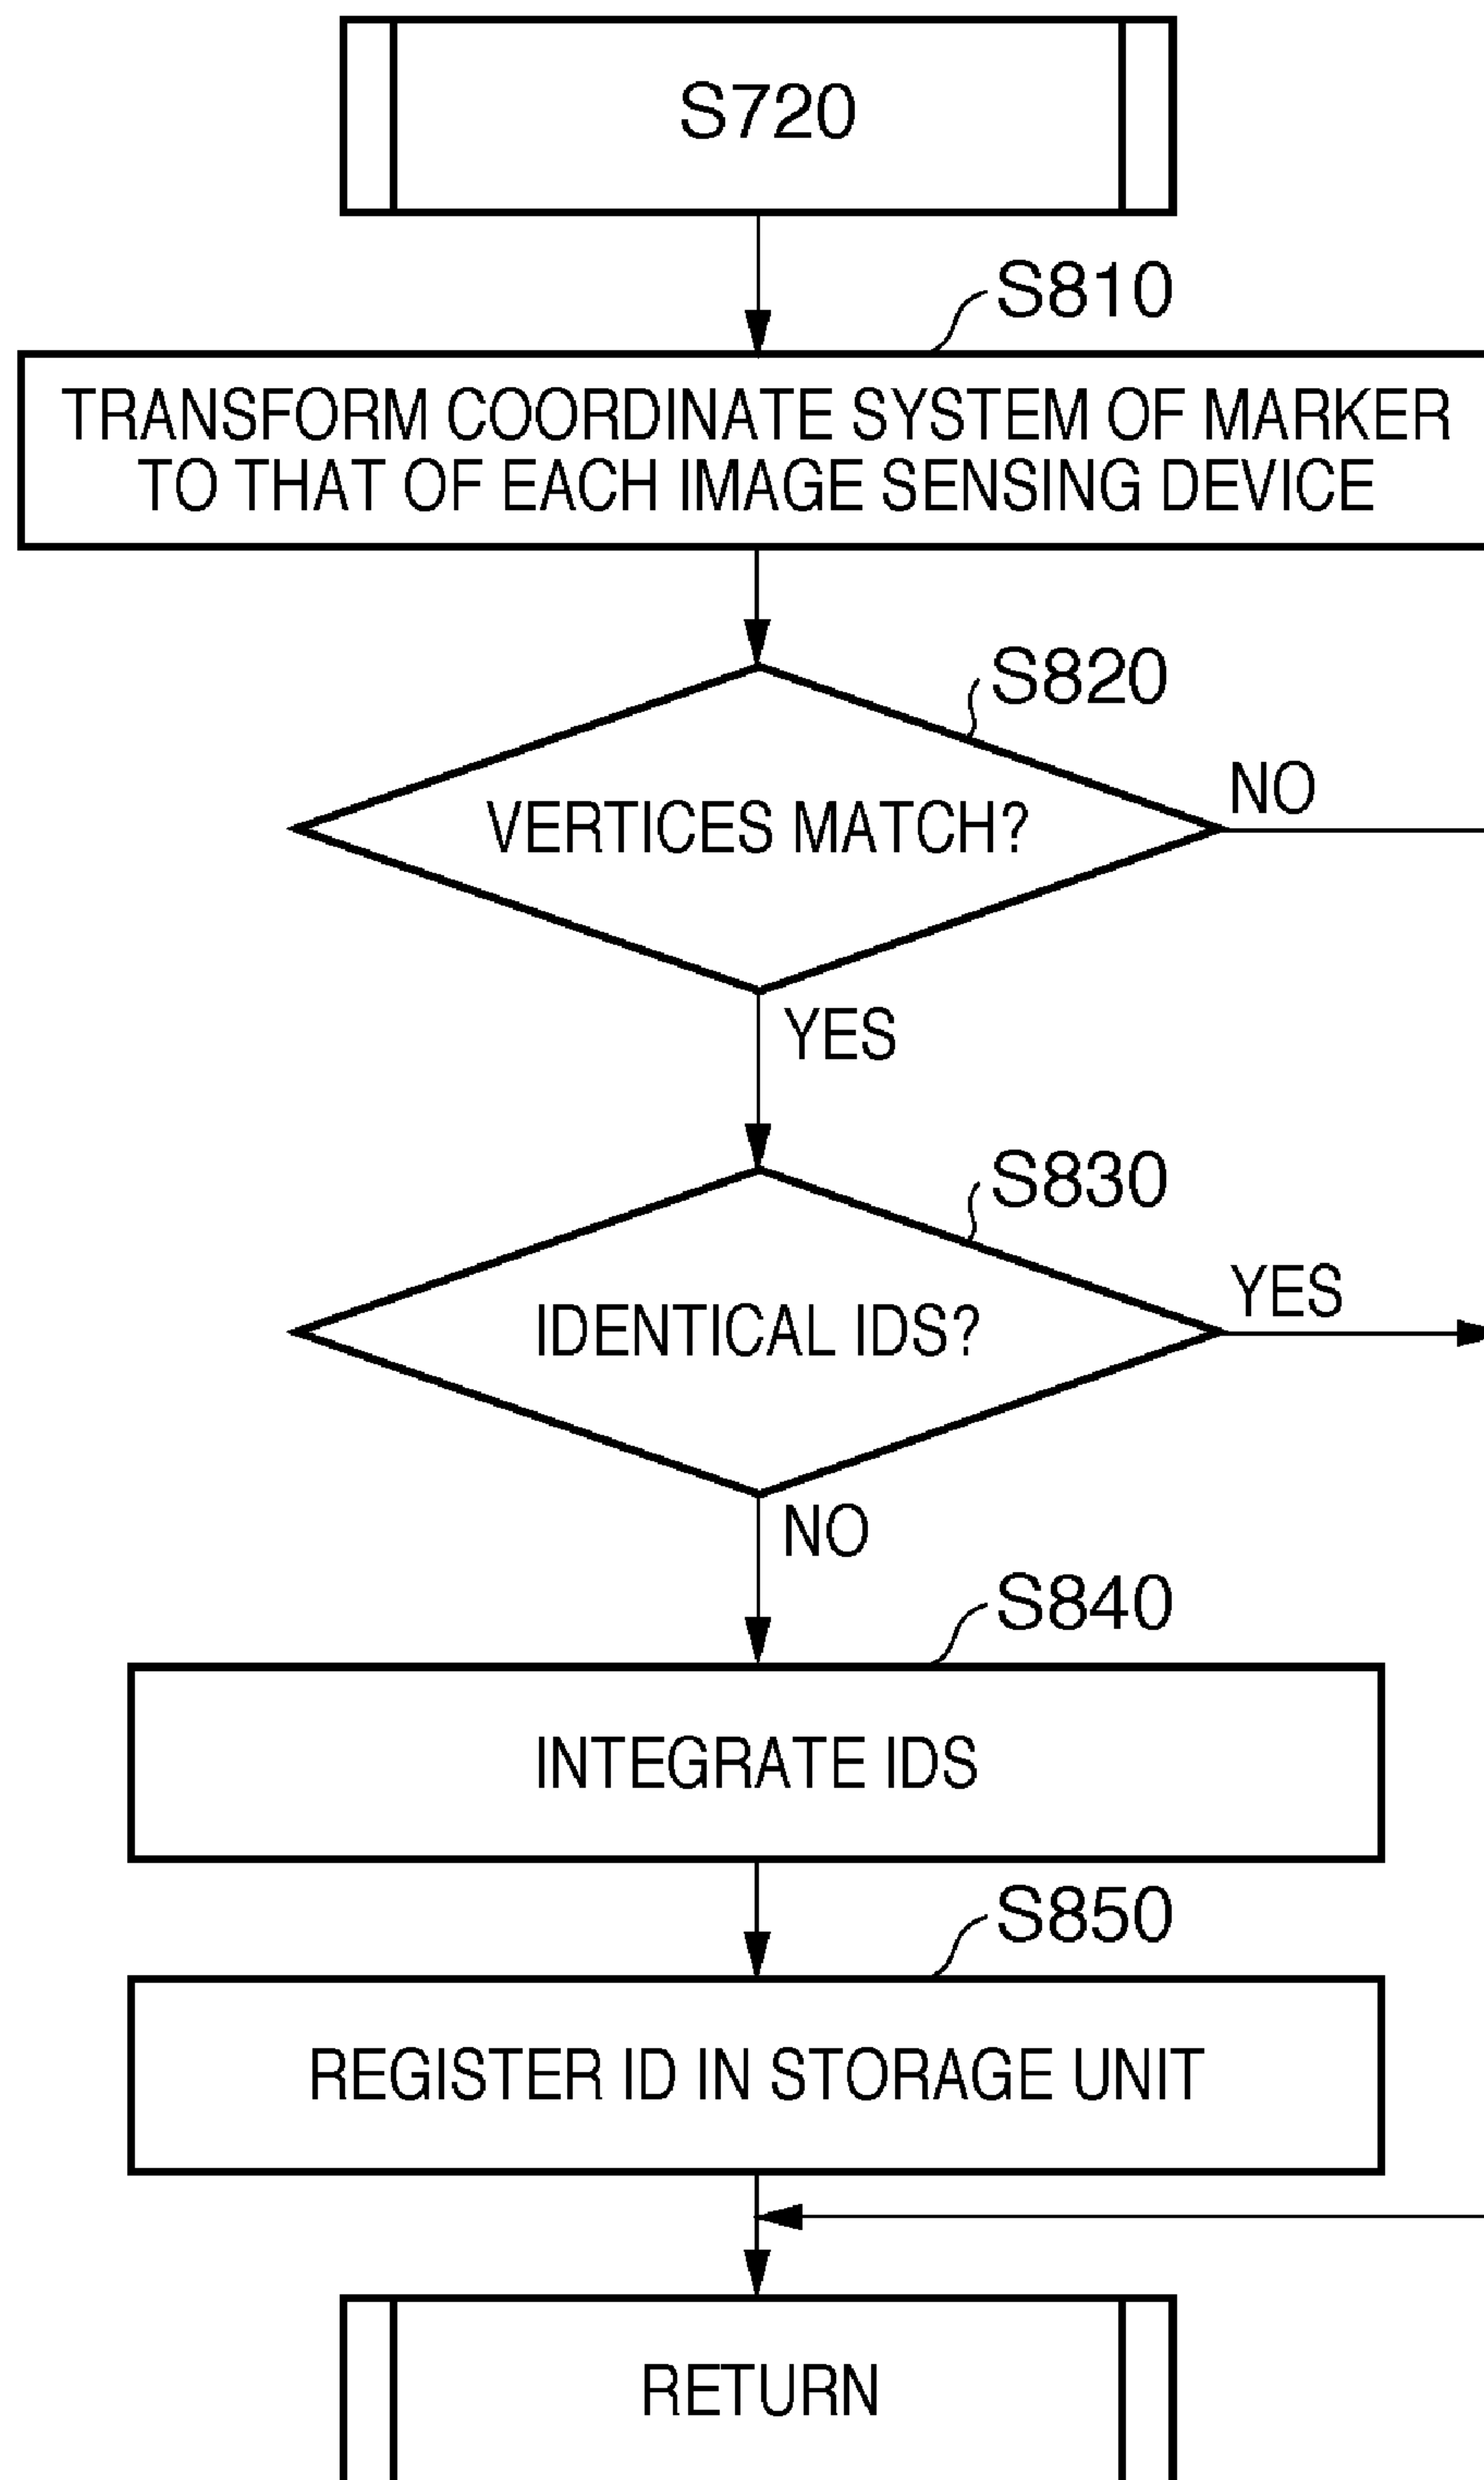 S720
S810
TRANSFORM COORDINATE SYSTEM OF MARKER
TO THAT OF EACH IMAGE SENSING DEVICE
S820
NO
VERTICES MATCH?
YES
S830
YES
IDENTICAL IDS?
NO
S840
INTEGRATE IDS
S850
REGISTER ID IN STORAGE UNIT
RETURN